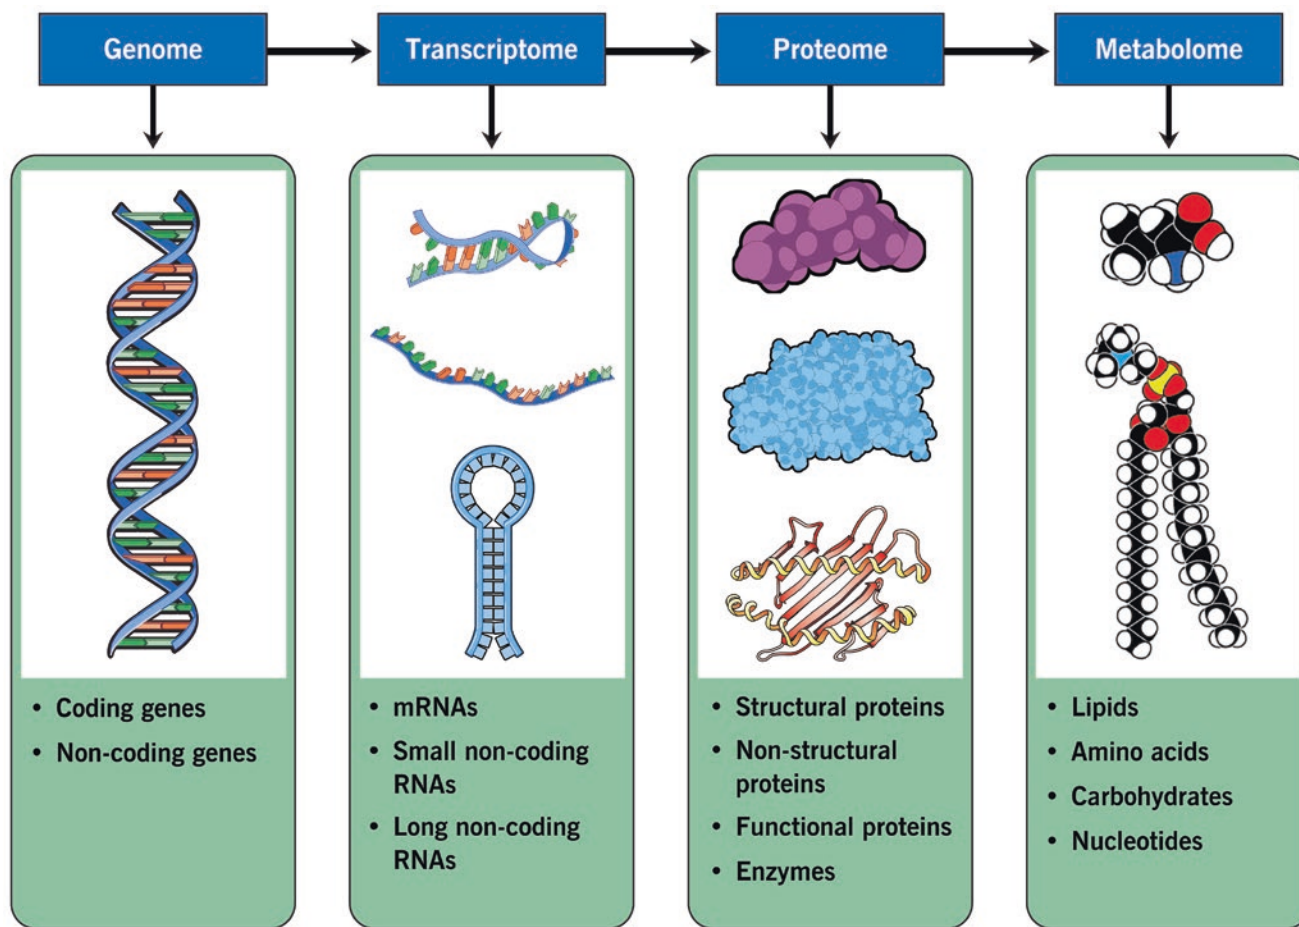 Genome
Transcriptome
Proteome
Metabolome
• Coding genes
• Non-coding genes
• mRNAs
• Small non-coding
RNAs
• Long non-coding
RNAs
• Structural proteins
• Non-structural
proteins
• Functional proteins
• Enzymes
• Lipids
• Amino acids
• Carbohydrates
• Nucleotides